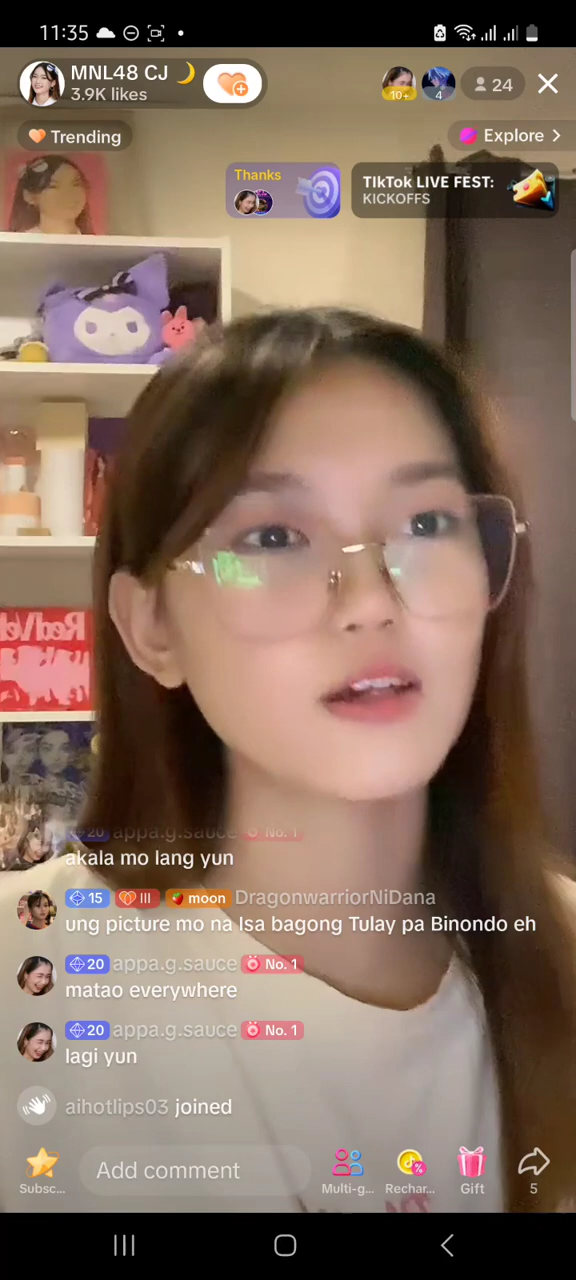 11:35
MNL48 CJ 🌙
3.9K likes
10+
4
24
Trending
Explore >
Thanks
TikTok LIVE FEST:
KICKOFFS
RedVel
20 appa.g.sauce No. 1
akala mo lang yun
15 III moon DragonwarriorNiDana
ung picture mo na Isa bagong Tulay pa Binondo eh
20 appa.g.sauce No. 1
matao everywhere
20 appa.g.sauce No. 1
lagi yun
aihotlips03 joined
Add comment
Subsc...
Multi-g...
Rechar...
Gift
5